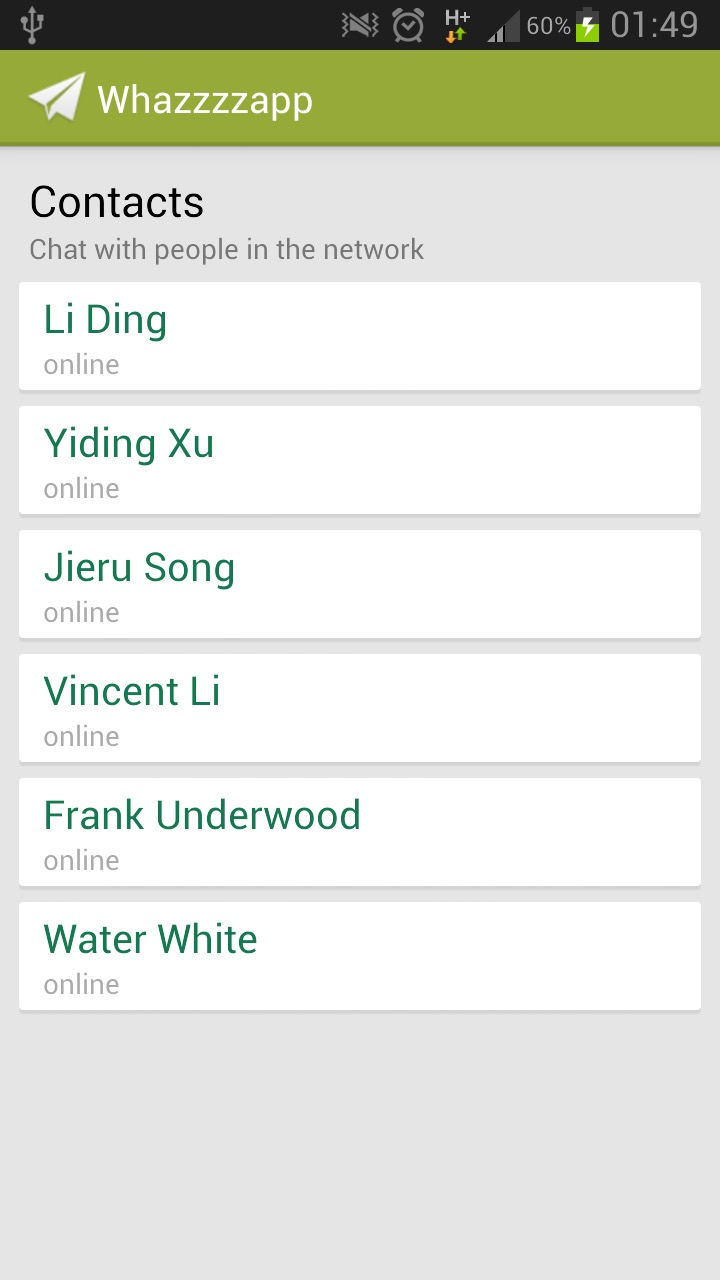 H+ 60% 01:49
Whazzzzapp
Contacts
Chat with people in the network
Li Ding
online
Yiding Xu
online
Jieru Song
online
Vincent Li
online
Frank Underwood
online
Water White
online